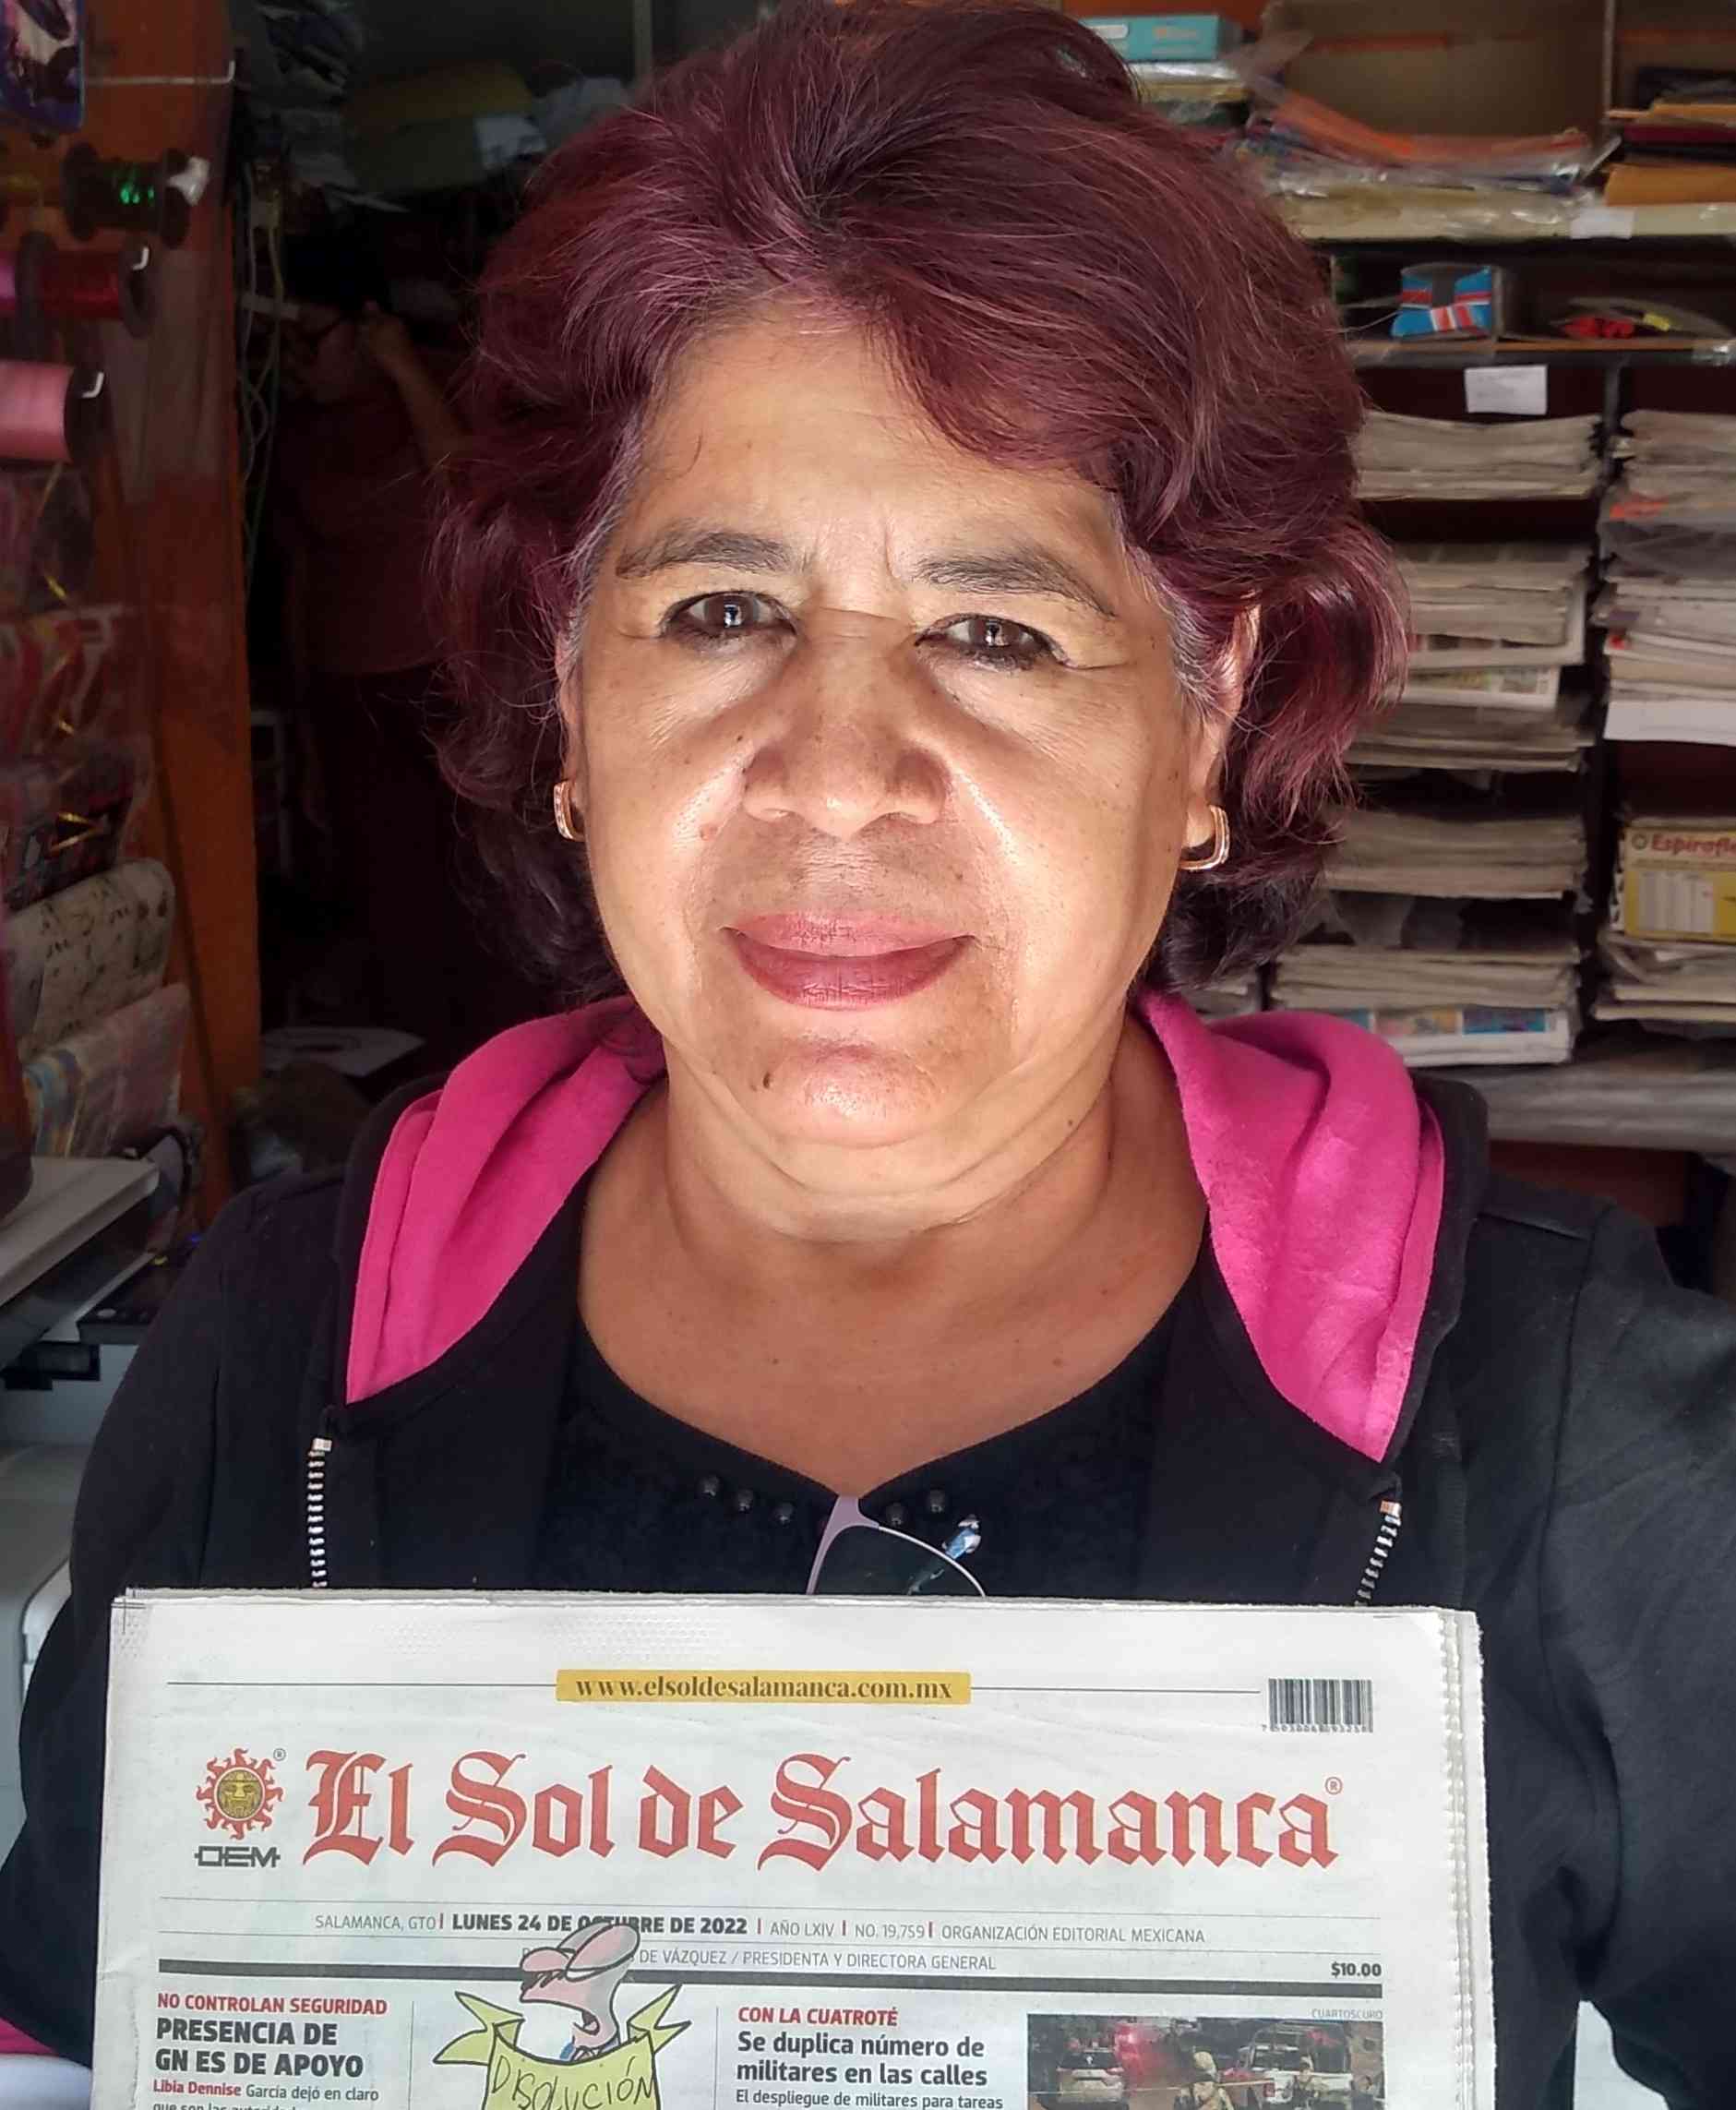 Espirofle
www.elsoldesalamanca.com.mx
El Sol de Salamanca®
OEM
SALAMANCA, GTO | LUNES 24 DE OCTUBRE DE 2022 | AÑO LXIV | NO. 19,759 | ORGANIZACIÓN EDITORIAL MEXICANA
DE VÁZQUEZ / PRESIDENTA Y DIRECTORA GENERAL
$10.00
NO CONTROLAN SEGURIDAD
PRESENCIA DE
GN ES DE APOYO
Libia Dennise García dejó en claro
DISOLUCIÓN
CON LA CUATROTÉ
Se duplica número de
militares en las calles
El despliegue de militares para tareas
CUARTOSCURO